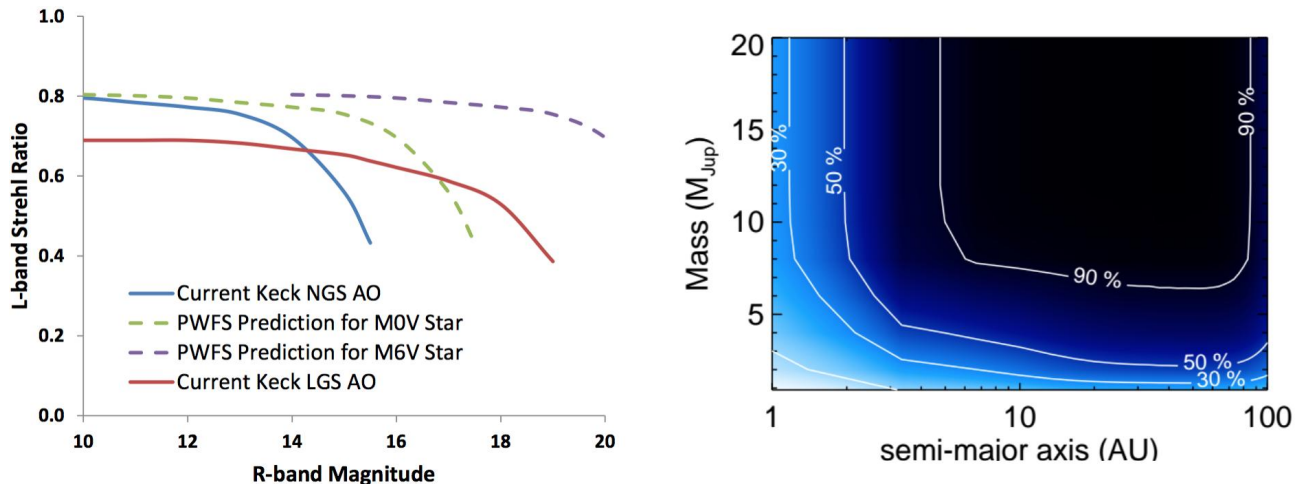 1.0
0.8
0.6
0.4
0.2
0.0
L-band Strehl Ratio
Current Keck NGS AO
PWFS Prediction for M0V Star
PWFS Prediction for M6V Star
Current Keck LGS AO
10 12 14 16 18 20
R-band Magnitude
20
15
10
5
Mass (M_Jup)
30 %
50 %
90 %
90 %
50 %
30 %
1 10 100
semi-maior axis (AU)